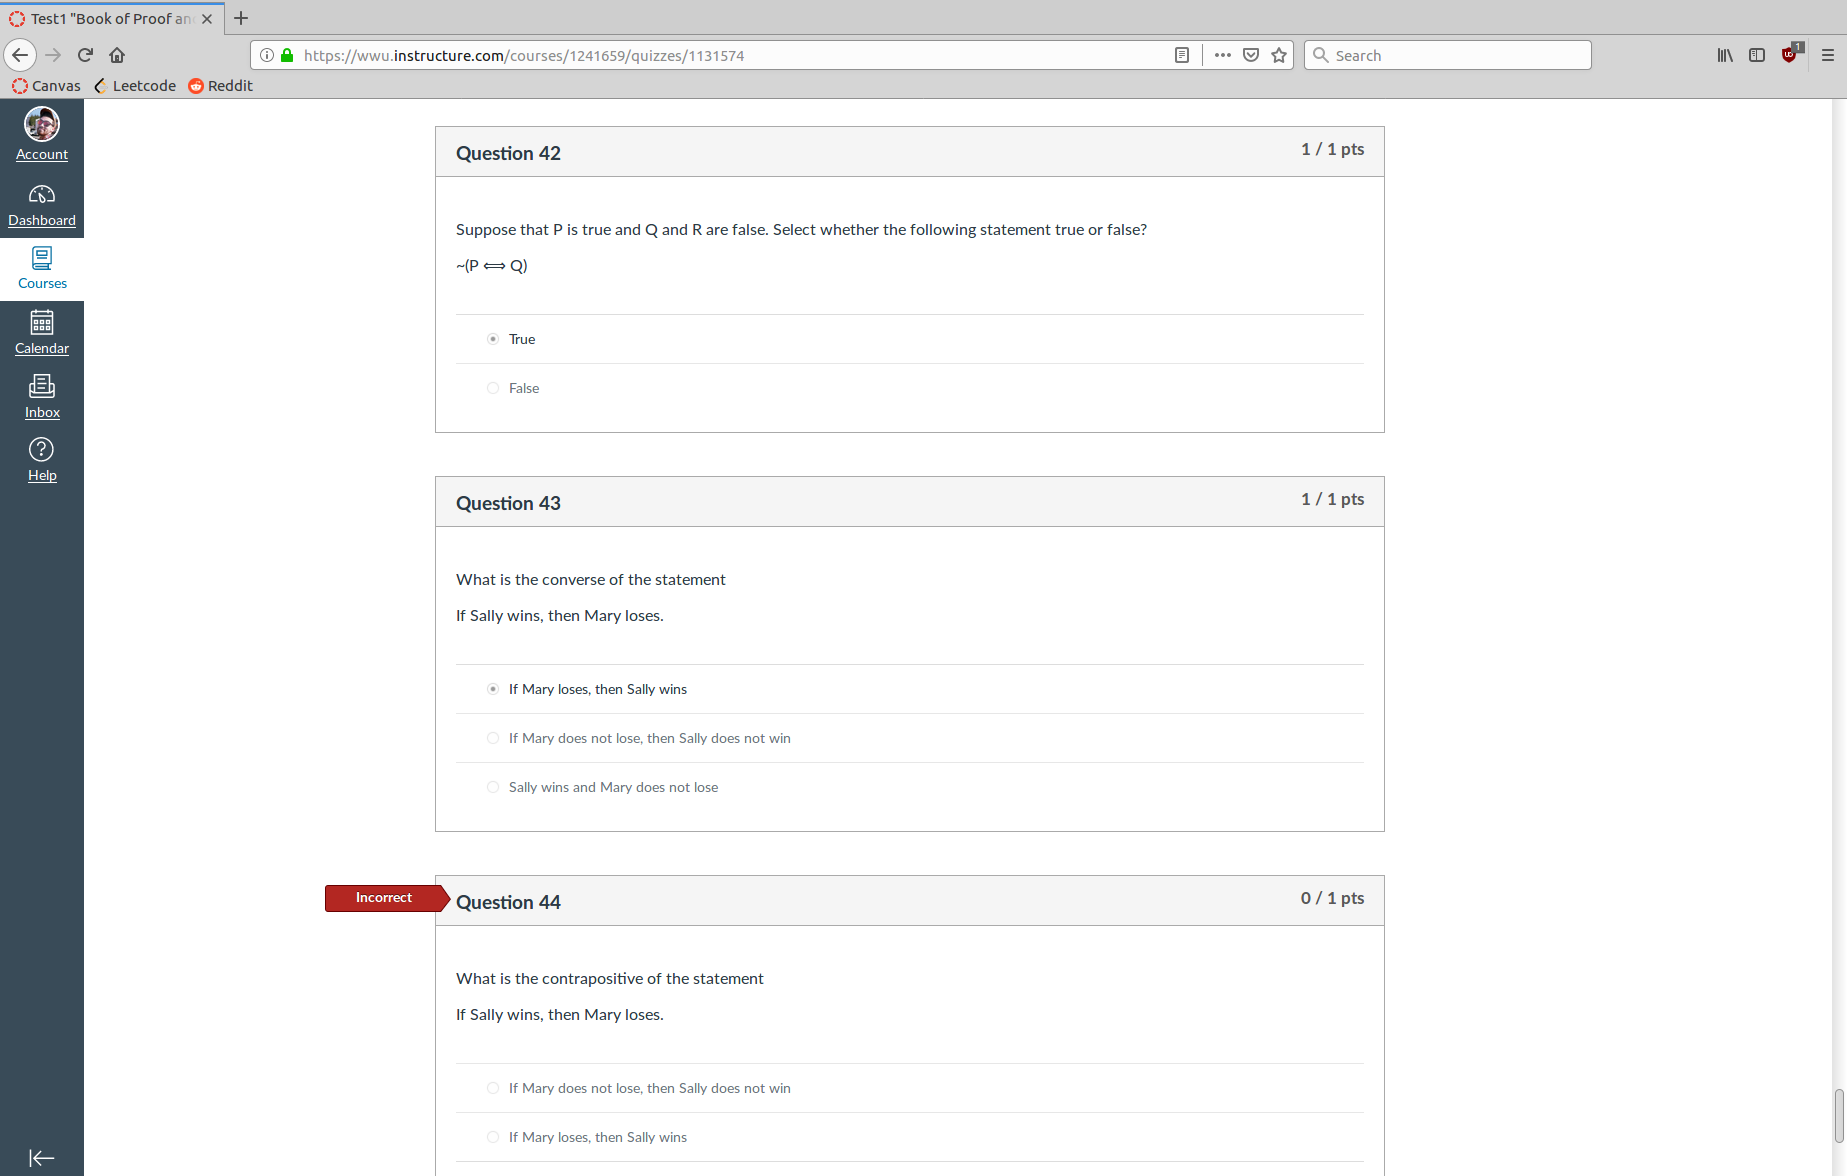 Test1 "Book of Proof an
https://wwu.instructure.com/courses/1241659/quizzes/1131574
Search
1
Canvas
Leetcode
Reddit
Account
Dashboard
Courses
Calendar
Inbox
Help
Question 42
1 / 1 pts
Suppose that P is true and Q and R are false. Select whether the following statement true or false?
~(P ⟺ Q)
True
False
Question 43
1 / 1 pts
What is the converse of the statement
If Sally wins, then Mary loses.
If Mary loses, then Sally wins
If Mary does not lose, then Sally does not win
Sally wins and Mary does not lose
Incorrect
Question 44
0 / 1 pts
What is the contrapositive of the statement
If Sally wins, then Mary loses.
If Mary does not lose, then Sally does not win
If Mary loses, then Sally wins